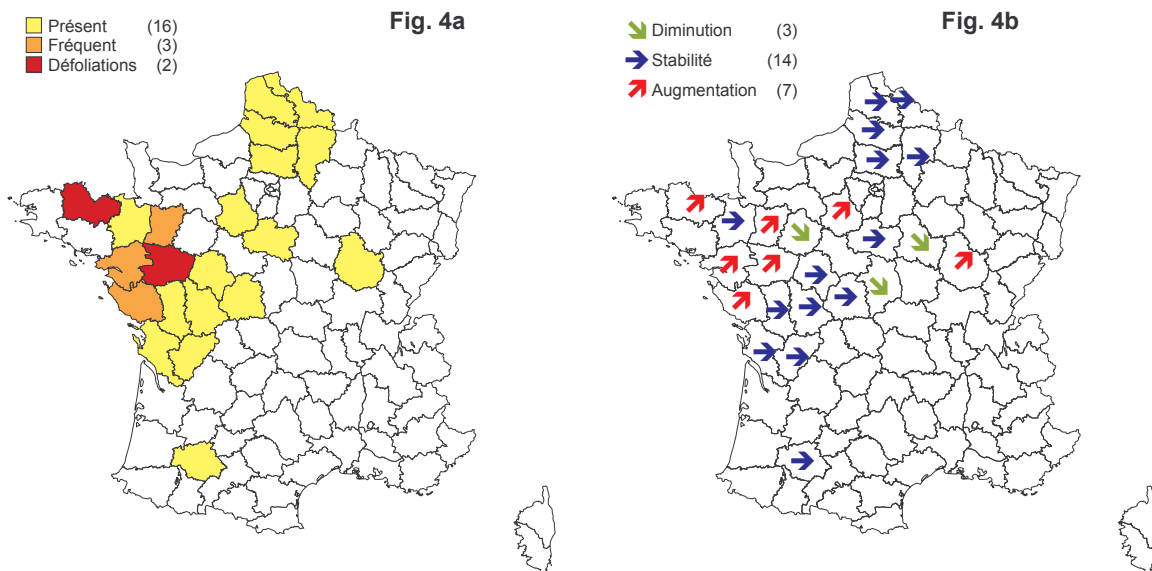 Fig. 4a
Présent (16)
Fréquent (3)
Défoliations (2)
Fig. 4b
Diminution (3)
Stabilité (14)
Augmentation (7)